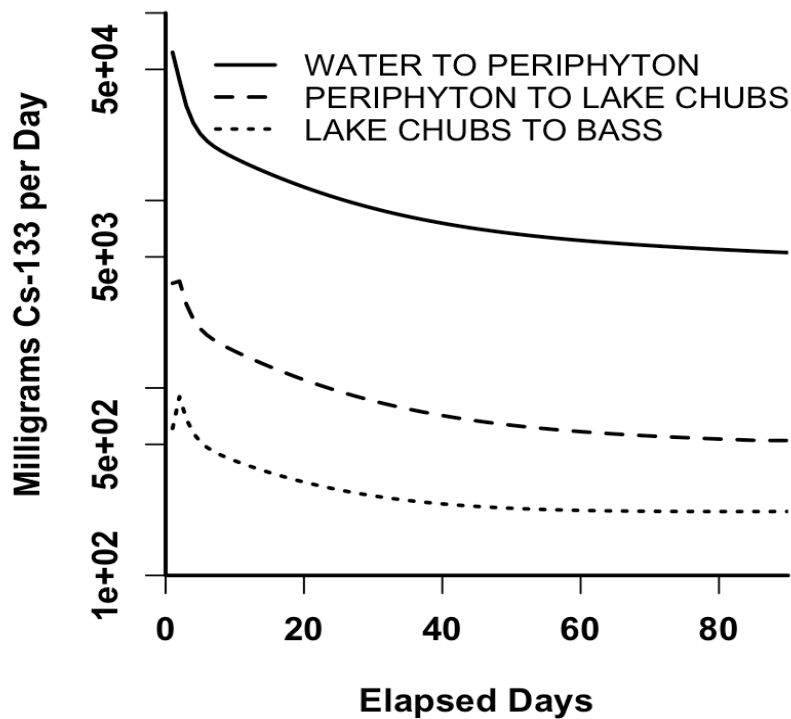 WATER TO PERIPHYTON
PERIPHYTON TO LAKE CHUBS
LAKE CHUBS TO BASS
Milligrams Cs-133 per Day
5e+04
5e+03
5e+02
1e+02
0 20 40 60 80
Elapsed Days